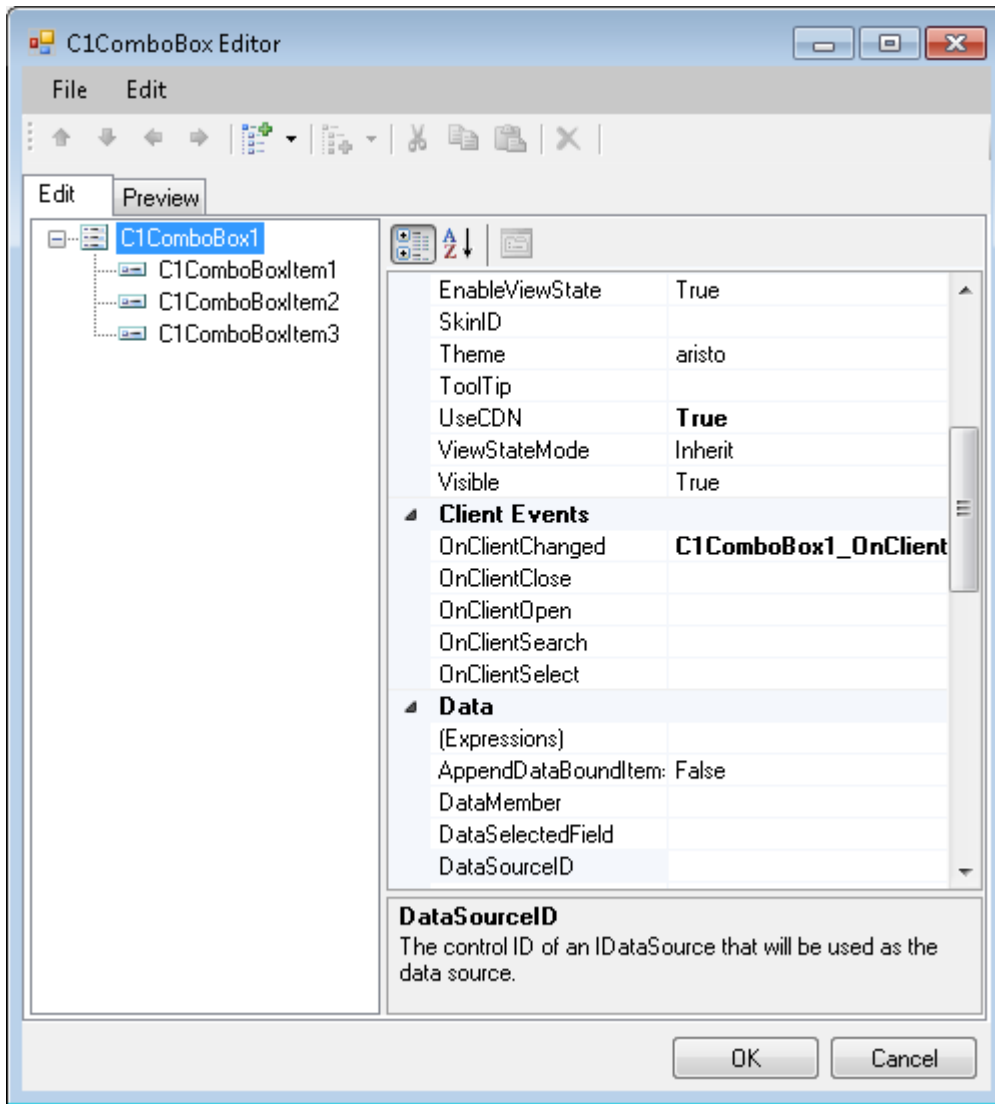 C1ComboBox Editor
File Edit
Edit Preview
C1ComboBox1
C1ComboBoxItem1
C1ComboBoxItem2
C1ComboBoxItem3
A Z
EnableViewState True
SkinID
Theme aristo
ToolTip
UseCDN True
ViewStateMode Inherit
Visible True
Client Events
OnClientChanged C1ComboBox1_OnClient
OnClientClose
OnClientOpen
OnClientSearch
OnClientSelect
Data
(Expressions)
AppendDataBoundItem False
DataMember
DataSelectedField
DataSourceID
DataSourceID
The control ID of an IDataSource that will be used as the
data source.
OK Cancel